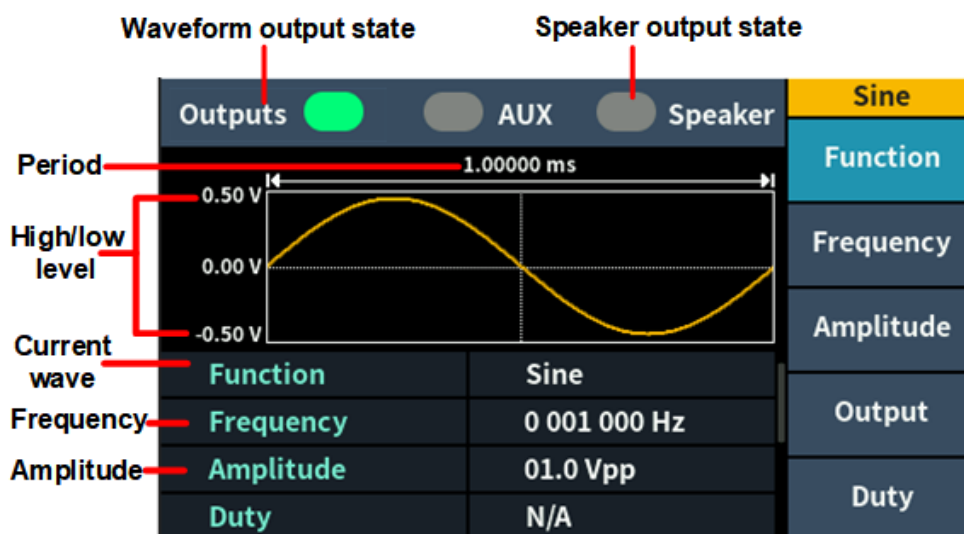 Waveform output state
Speaker output state
Outputs
AUX
Speaker
Sine
Function
Frequency
Amplitude
Output
Duty
Period
1.00000 ms
High/low
level
0.50 V
0.00 V
-0.50 V
Current
wave
Function
Sine
Frequency
Frequency
0 001 000 Hz
Amplitude
Amplitude
01.0 Vpp
Duty
N/A